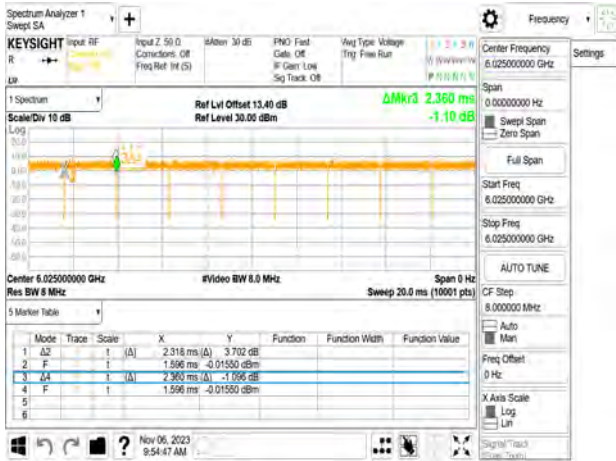 Spectrum Analyzer 1
Swept SA
+
Frequency
KEYSIGHT
Input: RF
Input Z: 50 Ω
Corrections: Off
Freq Ref: Int (S)
#Atten: 30 dB
PNO: Fast
Gate: Off
IF Gain: Low
Sig Track: Off
Avg Type: Voltage
Trig: Free Run
R
Center Frequency
6.025000000 GHz
Settings
Span
0.00000000 Hz
Swept Span
Zero Span
Full Span
Start Freq
6.025000000 GHz
Stop Freq
6.025000000 GHz
AUTO TUNE
CF Step
8.000000 MHz
Auto
Man
Freq Offset
0 Hz
X Axis Scale
Log
Lin
Signal Track
1 Spectrum
Scale/Div 10 dB
Ref Lvl Offset 13.40 dB
Ref Level 30.00 dBm
ΔMkr3 2.360 ms
-1.10 dB
Log
Center 6.025000000 GHz
Res BW 8 MHz
#Video BW 8.0 MHz
Span 0 Hz
Sweep 20.0 ms (10001 pts)
5 Marker Table
Mode Trace Scale X Y Function Function Width Function Value
1 Δ2 1 t (Δ) 2.318 ms (Δ) 3.702 dB
2 F 1 t 1.596 ms -0.01550 dBm
3 Δ4 1 t (Δ) 2.360 ms (Δ) -1.096 dB
4 F 1 t 1.596 ms -0.01550 dBm
5
6
?
Nov 06, 2023
9:54:47 AM